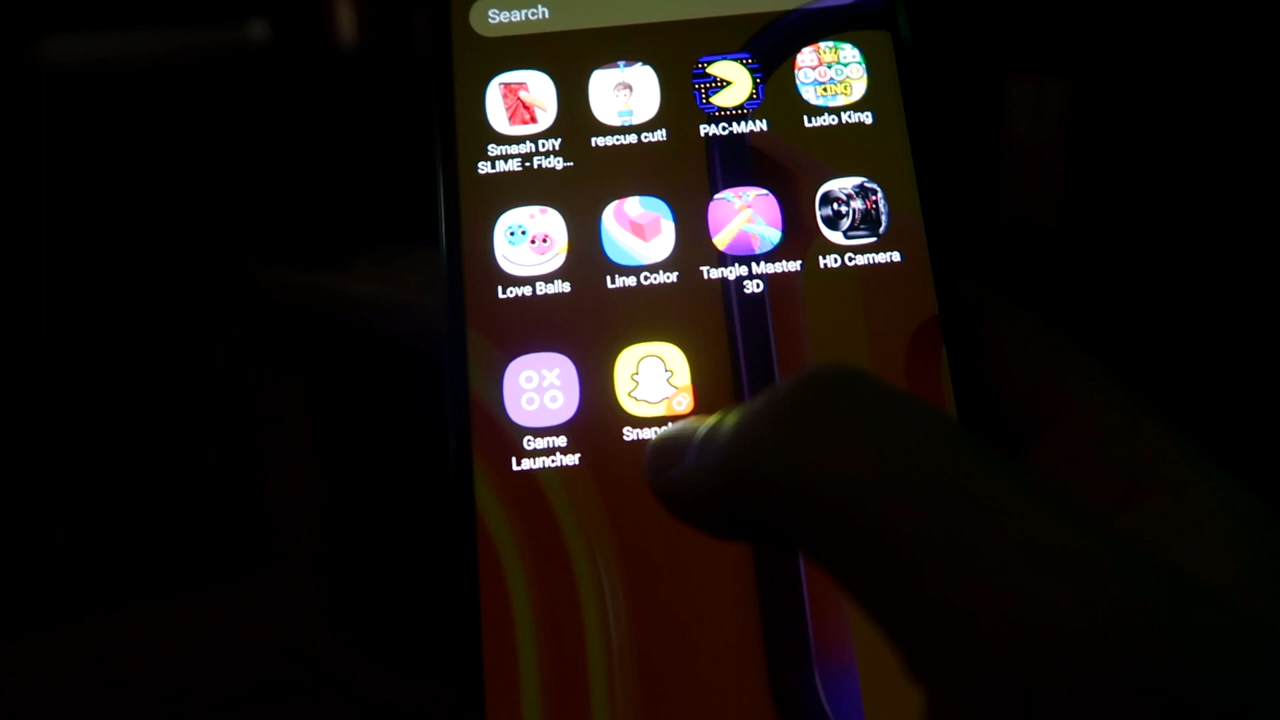 Search
Smash DIY
SLIME - Fidg...
rescue cut!
PAC-MAN
LUDO
KING
Ludo King
Love Balls
Line Color
Tangle Master
3D
HD Camera
Game
Launcher